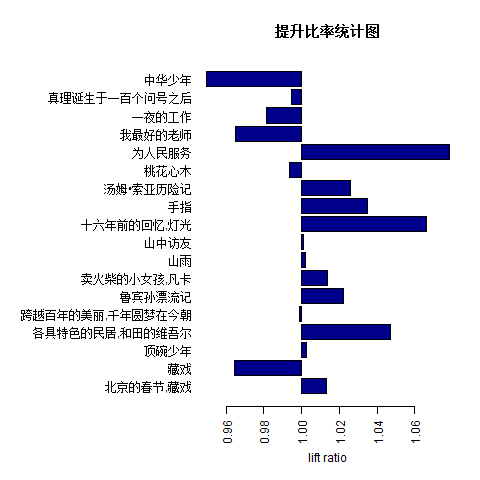 提升比率统计图
中华少年
真理诞生于一百个问号之后
一夜的工作
我最好的老师
为人民服务
桃花心木
汤姆•索亚历险记
手指
十六年前的回忆,灯光
山中访友
山雨
卖火柴的小女孩,凡卡
鲁宾孙漂流记
跨越百年的美丽,千年圆梦在今朝
各具特色的民居,和田的维吾尔
顶碗少年
藏戏
北京的春节,藏戏
0.96
0.98
1.00
1.02
1.04
1.06
lift ratio